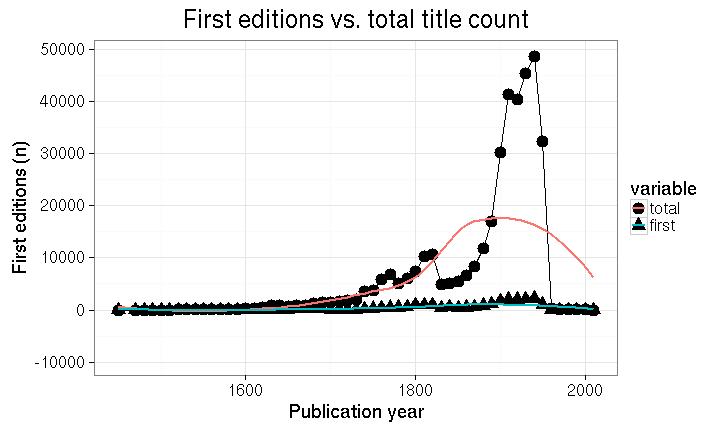 First editions vs. total title count
First editions (n)
50000
40000
30000
20000
10000
0
-10000
1600
1800
2000
Publication year
variable
total
first